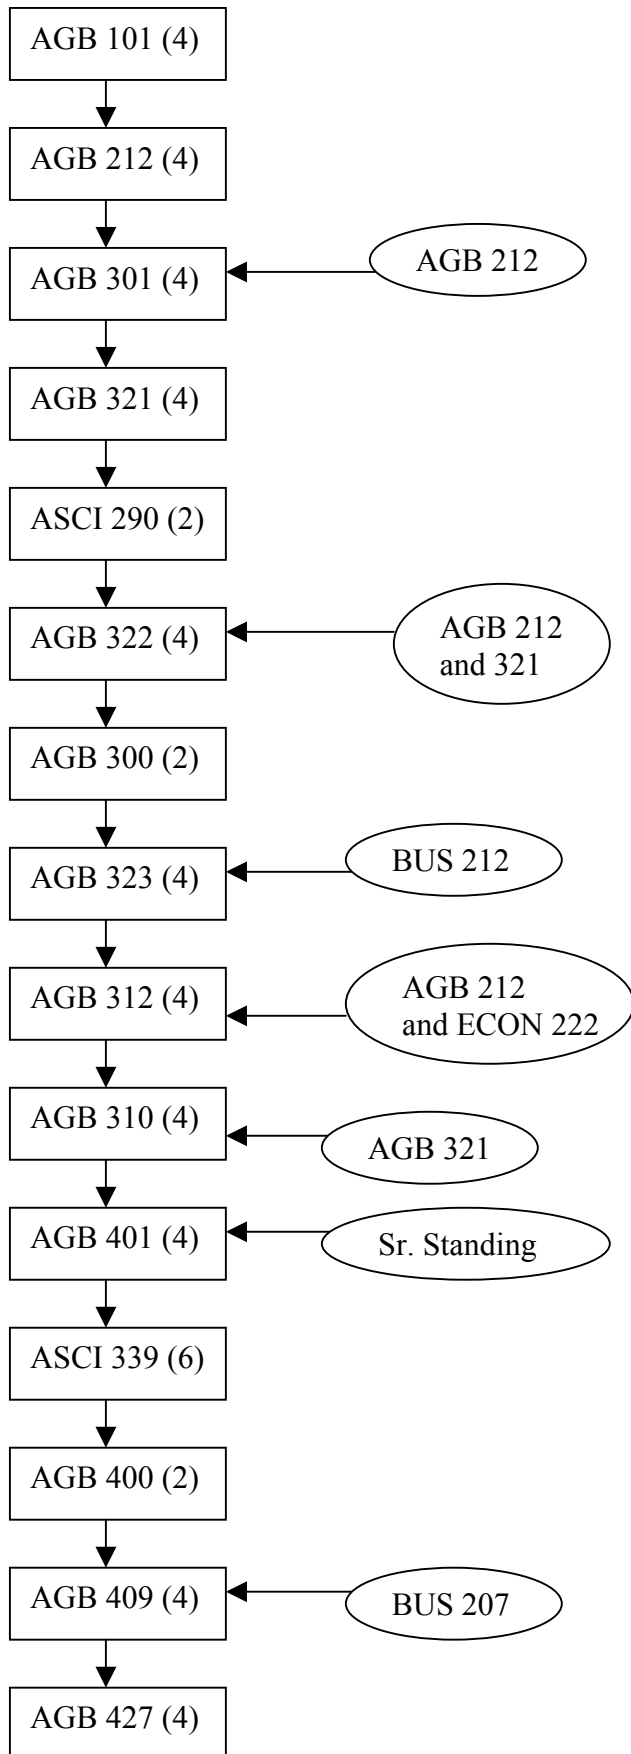 AGB 101 (4)
AGB 212 (4)
AGB 301 (4)
AGB 212
AGB 321 (4)
ASCI 290 (2)
AGB 322 (4)
AGB 212
and 321
AGB 300 (2)
AGB 323 (4)
BUS 212
AGB 312 (4)
AGB 212
and ECON 222
AGB 310 (4)
AGB 321
AGB 401 (4)
Sr. Standing
ASCI 339 (6)
AGB 400 (2)
AGB 409 (4)
BUS 207
AGB 427 (4)